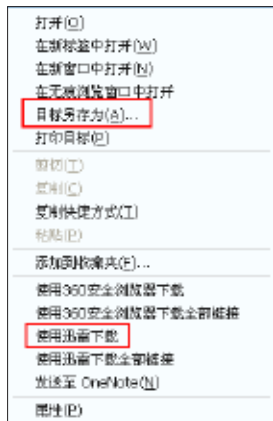 打开(O)
在新标签中打开(W)
在新窗口中打开(N)
在无痕浏览窗口中打开
目标另存为(A)...
打印目标(P)
剪切(T)
复制(C)
复制快捷方式(T)
粘贴(P)
添加到收藏夹(F)...
使用360安全浏览器下载
使用360安全浏览器下载全部链接
使用迅雷下载
使用迅雷下载全部链接
发送至 OneNote(N)
属性(P)